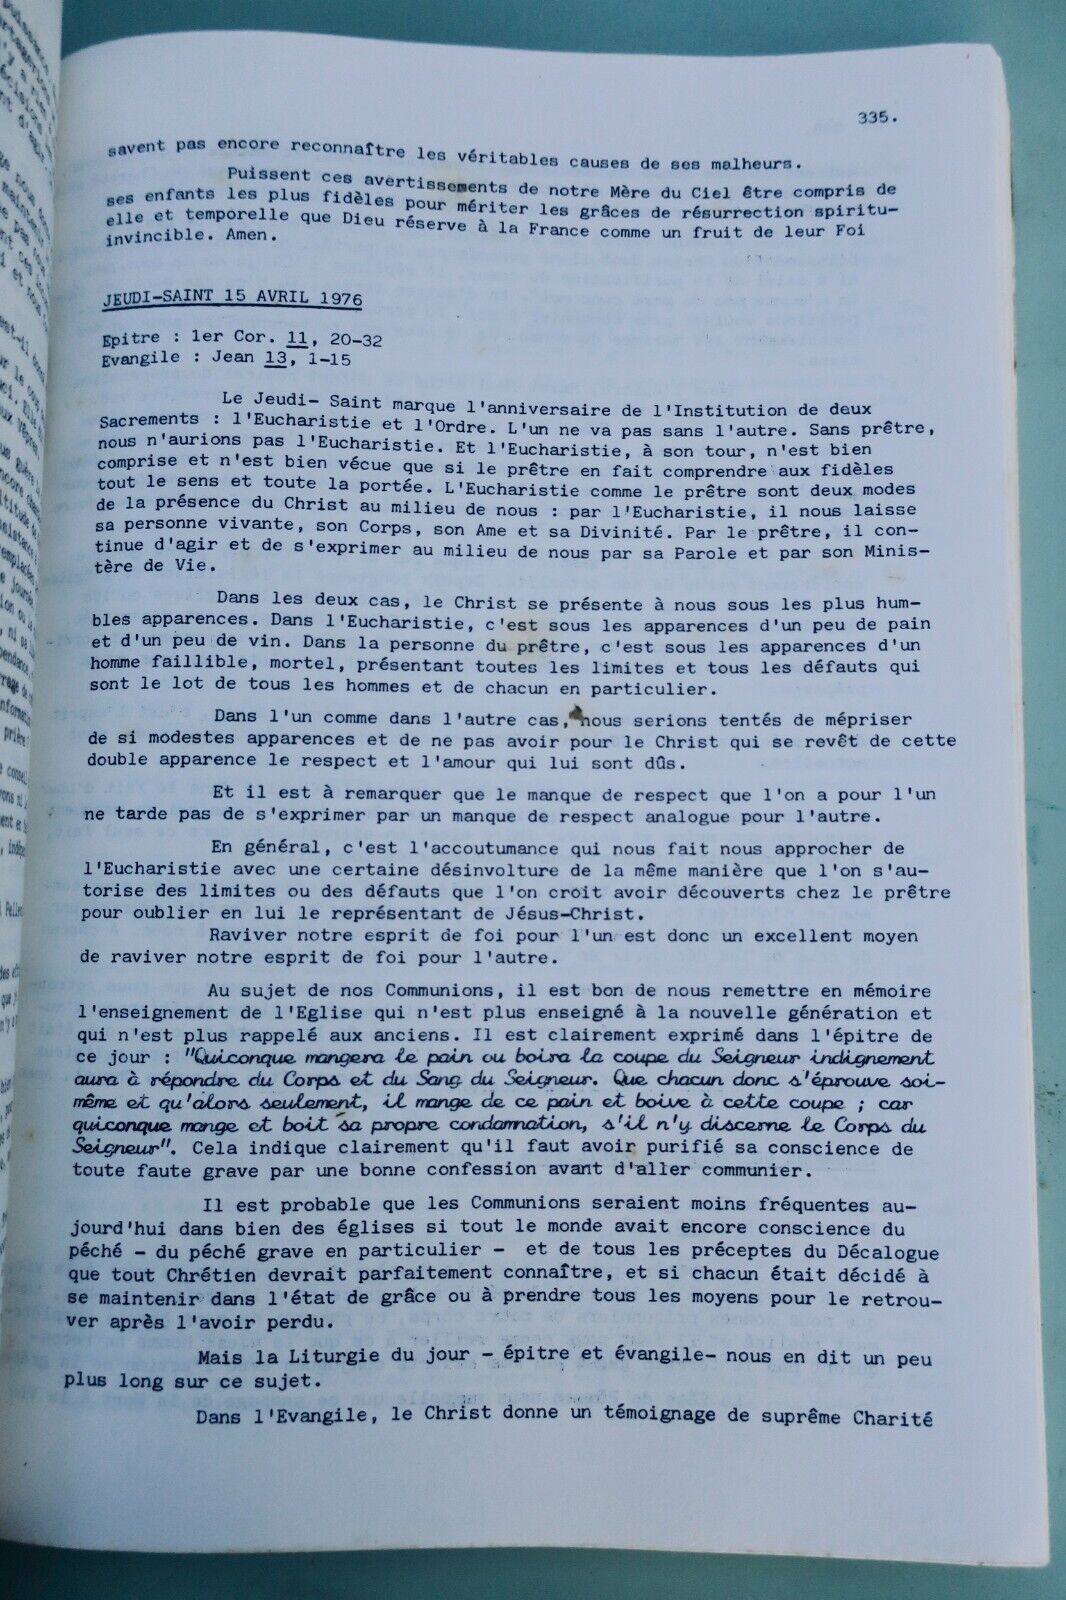 335.
savent pas encore reconnaître les véritables causes de ses malheurs.
Puissent ces avertissements de notre Mère du Ciel être compris de
ses enfants les plus fidèles pour mériter les grâces de résurrection spiritu-
elle et temporelle que Dieu réserve à la France comme un fruit de leur Foi
invincible. Amen.
JEUDI-SAINT 15 AVRIL 1976
Epitre : 1er Cor. 11, 20-32
Evangile : Jean 13, 1-15
Le Jeudi- Saint marque l'anniversaire de l'Institution de deux
Sacrements : l'Eucharistie et l'Ordre. L'un ne va pas sans l'autre. Sans prêtre,
nous n'aurions pas l'Eucharistie. Et l'Eucharistie, à son tour, n'est bien
comprise et n'est bien vécue que si le prêtre en fait comprendre aux fidèles
tout le sens et toute la portée. L'Eucharistie comme le prêtre sont deux modes
de la présence du Christ au milieu de nous : par l'Eucharistie, il nous laisse
sa personne vivante, son Corps, son Ame et sa Divinité. Par le prêtre, il con-
tinue d'agir et de s'exprimer au milieu de nous par sa Parole et par son Minis-
tère de Vie.
Dans les deux cas, le Christ se présente à nous sous les plus hum-
bles apparences. Dans l'Eucharistie, c'est sous les apparences d'un peu de pain
et d'un peu de vin. Dans la personne du prêtre, c'est sous les apparences d'un
homme faillible, mortel, présentant toutes les limites et tous les défauts qui
sont le lot de tous les hommes et de chacun en particulier.
Dans l'un comme dans l'autre cas, nous serions tentés de mépriser
de si modestes apparences et de ne pas avoir pour le Christ qui se revêt de cette
double apparence le respect et l'amour qui lui sont dûs.
Et il est à remarquer que le manque de respect que l'on a pour l'un
ne tarde pas de s'exprimer par un manque de respect analogue pour l'autre.
En général, c'est l'accoutumance qui nous fait nous approcher de
l'Eucharistie avec une certaine désinvolture de la même manière que l'on s'au-
torise des limites ou des défauts que l'on croit avoir découverts chez le prêtre
pour oublier en lui le représentant de Jésus-Christ.
Raviver notre esprit de foi pour l'un est donc un excellent moyen
de raviver notre esprit de foi pour l'autre.
Au sujet de nos Communions, il est bon de nous remettre en mémoire
l'enseignement de l'Eglise qui n'est plus enseigné à la nouvelle génération et
qui n'est plus rappelé aux anciens. Il est clairement exprimé dans l'épitre de
ce jour : "Quiconque mangera le pain ou boira la coupe du Seigneur indignement
aura à répondre du Corps et du Sang du Seigneur. Que chacun donc s'éprouve soi-
même et qu'alors seulement, il mange de ce pain et boive à cette coupe ; car
quiconque mange et boit sa propre condamnation, s'il n'y discerne le Corps du
Seigneur". Cela indique clairement qu'il faut avoir purifié sa conscience de
toute faute grave par une bonne confession avant d'aller communier.
Il est probable que les Communions seraient moins fréquentes au-
jourd'hui dans bien des églises si tout le monde avait encore conscience du
péché - du péché grave en particulier - et de tous les préceptes du Décalogue
que tout Chrétien devrait parfaitement connaître, et si chacun était décidé à
se maintenir dans l'état de grâce ou à prendre tous les moyens pour le retrou-
ver après l'avoir perdu.
Mais la Liturgie du jour - épitre et évangile- nous en dit un peu
plus long sur ce sujet.
Dans l'Evangile, le Christ donne un témoignage de suprême Charité